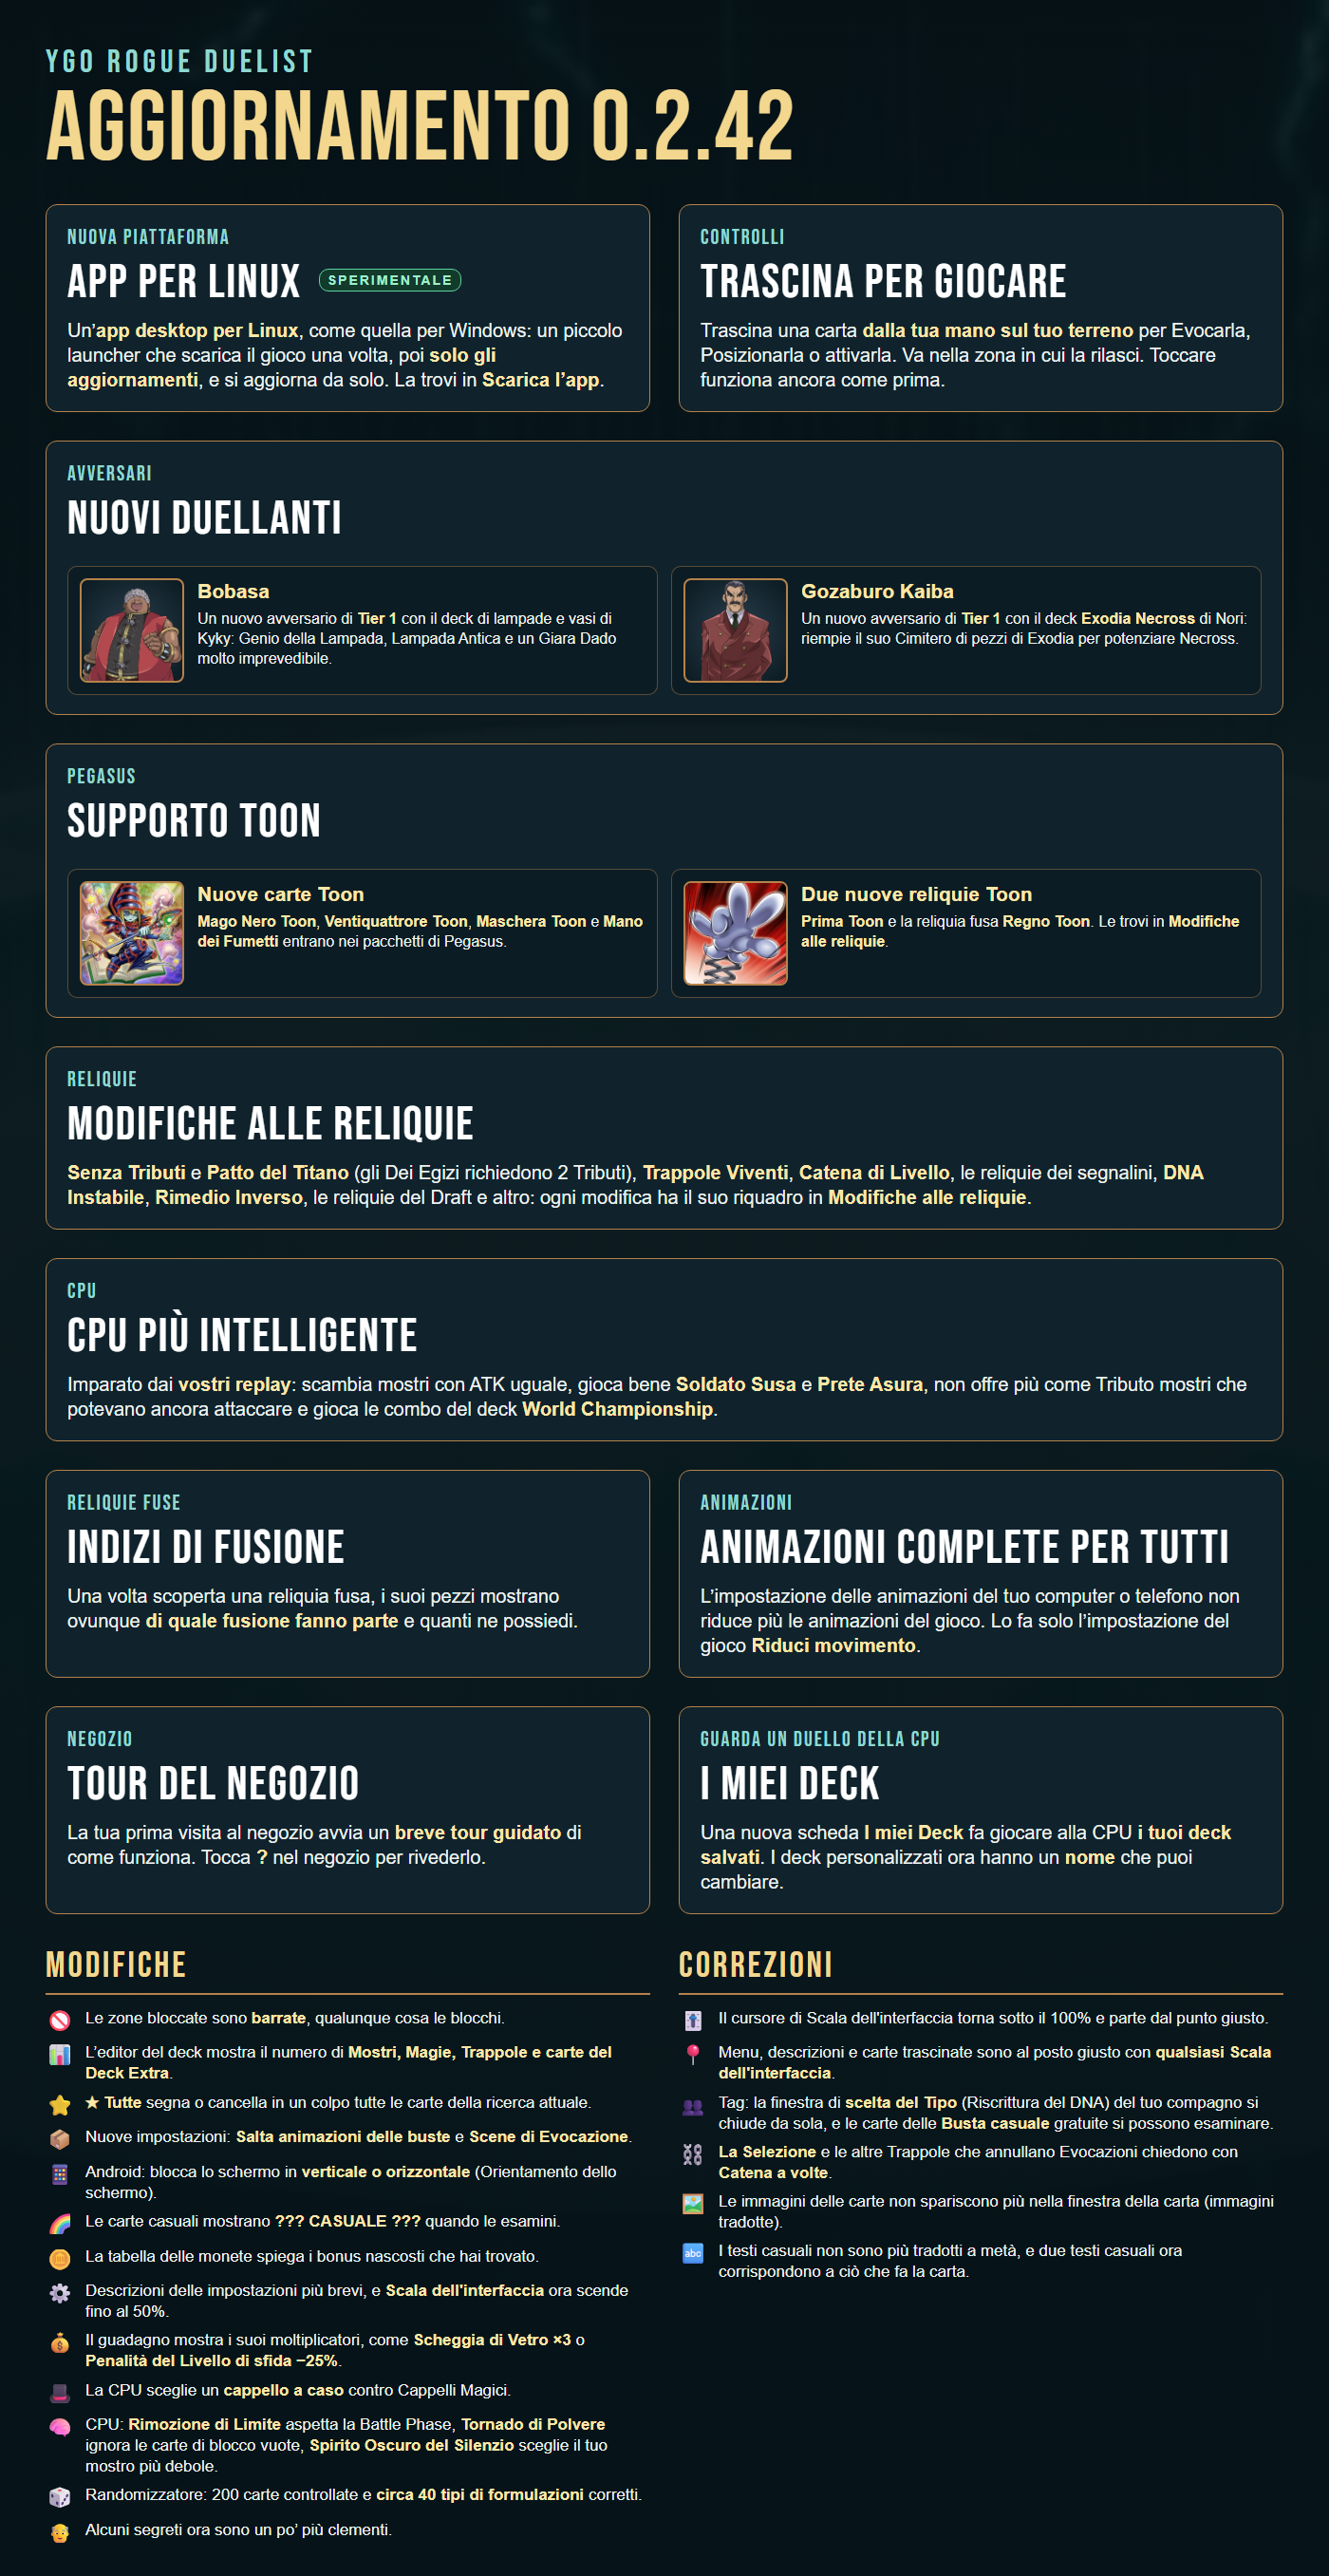 YGO ROGUE DUELIST
AGGIORNAMENTO 0.2.42
NUOVA PIATTAFORMA
APP PER LINUX
SPERIMENTALE
Un’app desktop per Linux, come quella per Windows: un piccolo
launcher che scarica il gioco una volta, poi solo gli
aggiornamenti, e si aggiorna da solo. La trovi in Scarica l’app.
CONTROLLI
TRASCINA PER GIOCARE
Trascina una carta dalla tua mano sul tuo terreno per Evocarla,
Posizionarla o attivarla. Va nella zona in cui la rilasci. Toccare
funziona ancora come prima.
AVVERSARI
NUOVI DUELLANTI
Bobasa
Un nuovo avversario di Tier 1 con il deck di lampade e vasi di
Kyky: Genio della Lampada, Lampada Antica e un Giara Dado
molto imprevedibile.
Gozaburo Kaiba
Un nuovo avversario di Tier 1 con il deck Exodia Necross di Nori:
riempie il suo Cimitero di pezzi di Exodia per potenziare Necross.
PEGASUS
SUPPORTO TOON
Nuove carte Toon
Mago Nero Toon, Ventiquattrore Toon, Maschera Toon e Mano
dei Fumetti entrano nei pacchetti di Pegasus.
Due nuove reliquie Toon
Prima Toon e la reliquia fusa Regno Toon. Le trovi in Modifiche
alle reliquie.
RELIQUIE
MODIFICHE ALLE RELIQUIE
Senza Tributi e Patto del Titano (gli Dei Egizi richiedono 2 Tributi), Trappole Viventi, Catena di Livello, le reliquie dei segnalini, DNA
Instabile, Rimedio Inverso, le reliquie del Draft e altro: ogni modifica ha il suo riquadro in Modifiche alle reliquie.
CPU
CPU PIÙ INTELLIGENTE
Imparato dai vostri replay: scambia mostri con ATK uguale, gioca bene Soldato Susa e Prete Asura, non offre più come Tributo mostri che
potevano ancora attaccare e gioca le combo del deck World Championship.
RELIQUIE FUSE
INDIZI DI FUSIONE
Una volta scoperta una reliquia fusa, i suoi pezzi mostrano
ovunque di quale fusione fanno parte e quanti ne possiedi.
ANIMAZIONI
ANIMAZIONI COMPLETE PER TUTTI
L’impostazione delle animazioni del tuo computer o telefono non
riduce più le animazioni del gioco. Lo fa solo l’impostazione del
gioco Riduci movimento.
NEGOZIO
TOUR DEL NEGOZIO
La tua prima visita al negozio avvia un breve tour guidato di
come funziona. Tocca ? nel negozio per rivederlo.
GUARDA UN DUELLO DELLA CPU
I MIEI DECK
Una nuova scheda I miei Deck fa giocare alla CPU i tuoi deck
salvati. I deck personalizzati ora hanno un nome che puoi
cambiare.
MODIFICHE
Le zone bloccate sono barrate, qualunque cosa le blocchi.
L’editor del deck mostra il numero di Mostri, Magie, Trappole e carte del
Deck Extra.
★ Tutte segna o cancella in un colpo tutte le carte della ricerca attuale.
Nuove impostazioni: Salta animazioni delle buste e Scene di Evocazione.
Android: blocca lo schermo in verticale o orizzontale (Orientamento dello
schermo).
Le carte casuali mostrano ??? CASUALE ??? quando le esamini.
La tabella delle monete spiega i bonus nascosti che hai trovato.
Descrizioni delle impostazioni più brevi, e Scala dell'interfaccia ora scende
fino al 50%.
Il guadagno mostra i suoi moltiplicatori, come Scheggia di Vetro ×3 o
Penalità del Livello di sfida −25%.
La CPU sceglie un cappello a caso contro Cappelli Magici.
CPU: Rimozione di Limite aspetta la Battle Phase, Tornado di Polvere
ignora le carte di blocco vuote, Spirito Oscuro del Silenzio sceglie il tuo
mostro più debole.
Randomizzatore: 200 carte controllate e circa 40 tipi di formulazioni corretti.
Alcuni segreti ora sono un po’ più clementi.
CORREZIONI
Il cursore di Scala dell'interfaccia torna sotto il 100% e parte dal punto giusto.
Menu, descrizioni e carte trascinate sono al posto giusto con qualsiasi Scala
dell'interfaccia.
Tag: la finestra di scelta del Tipo (Riscrittura del DNA) del tuo compagno si
chiude da sola, e le carte delle Busta casuale gratuite si possono esaminare.
La Selezione e le altre Trappole che annullano Evocazioni chiedono con
Catena a volte.
Le immagini delle carte non spariscono più nella finestra della carta (immagini
tradotte).
abc
I testi casuali non sono più tradotti a metà, e due testi casuali ora
corrispondono a ciò che fa la carta.